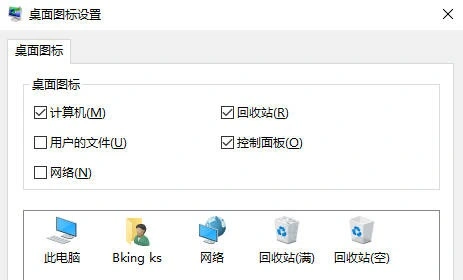 桌面图标设置
桌面图标
桌面图标
计算机(M) 回收站(R)
用户的文件(U) 控制面板(O)
网络(N)
此电脑 Bking ks 网络 回收站(满) 回收站(空)